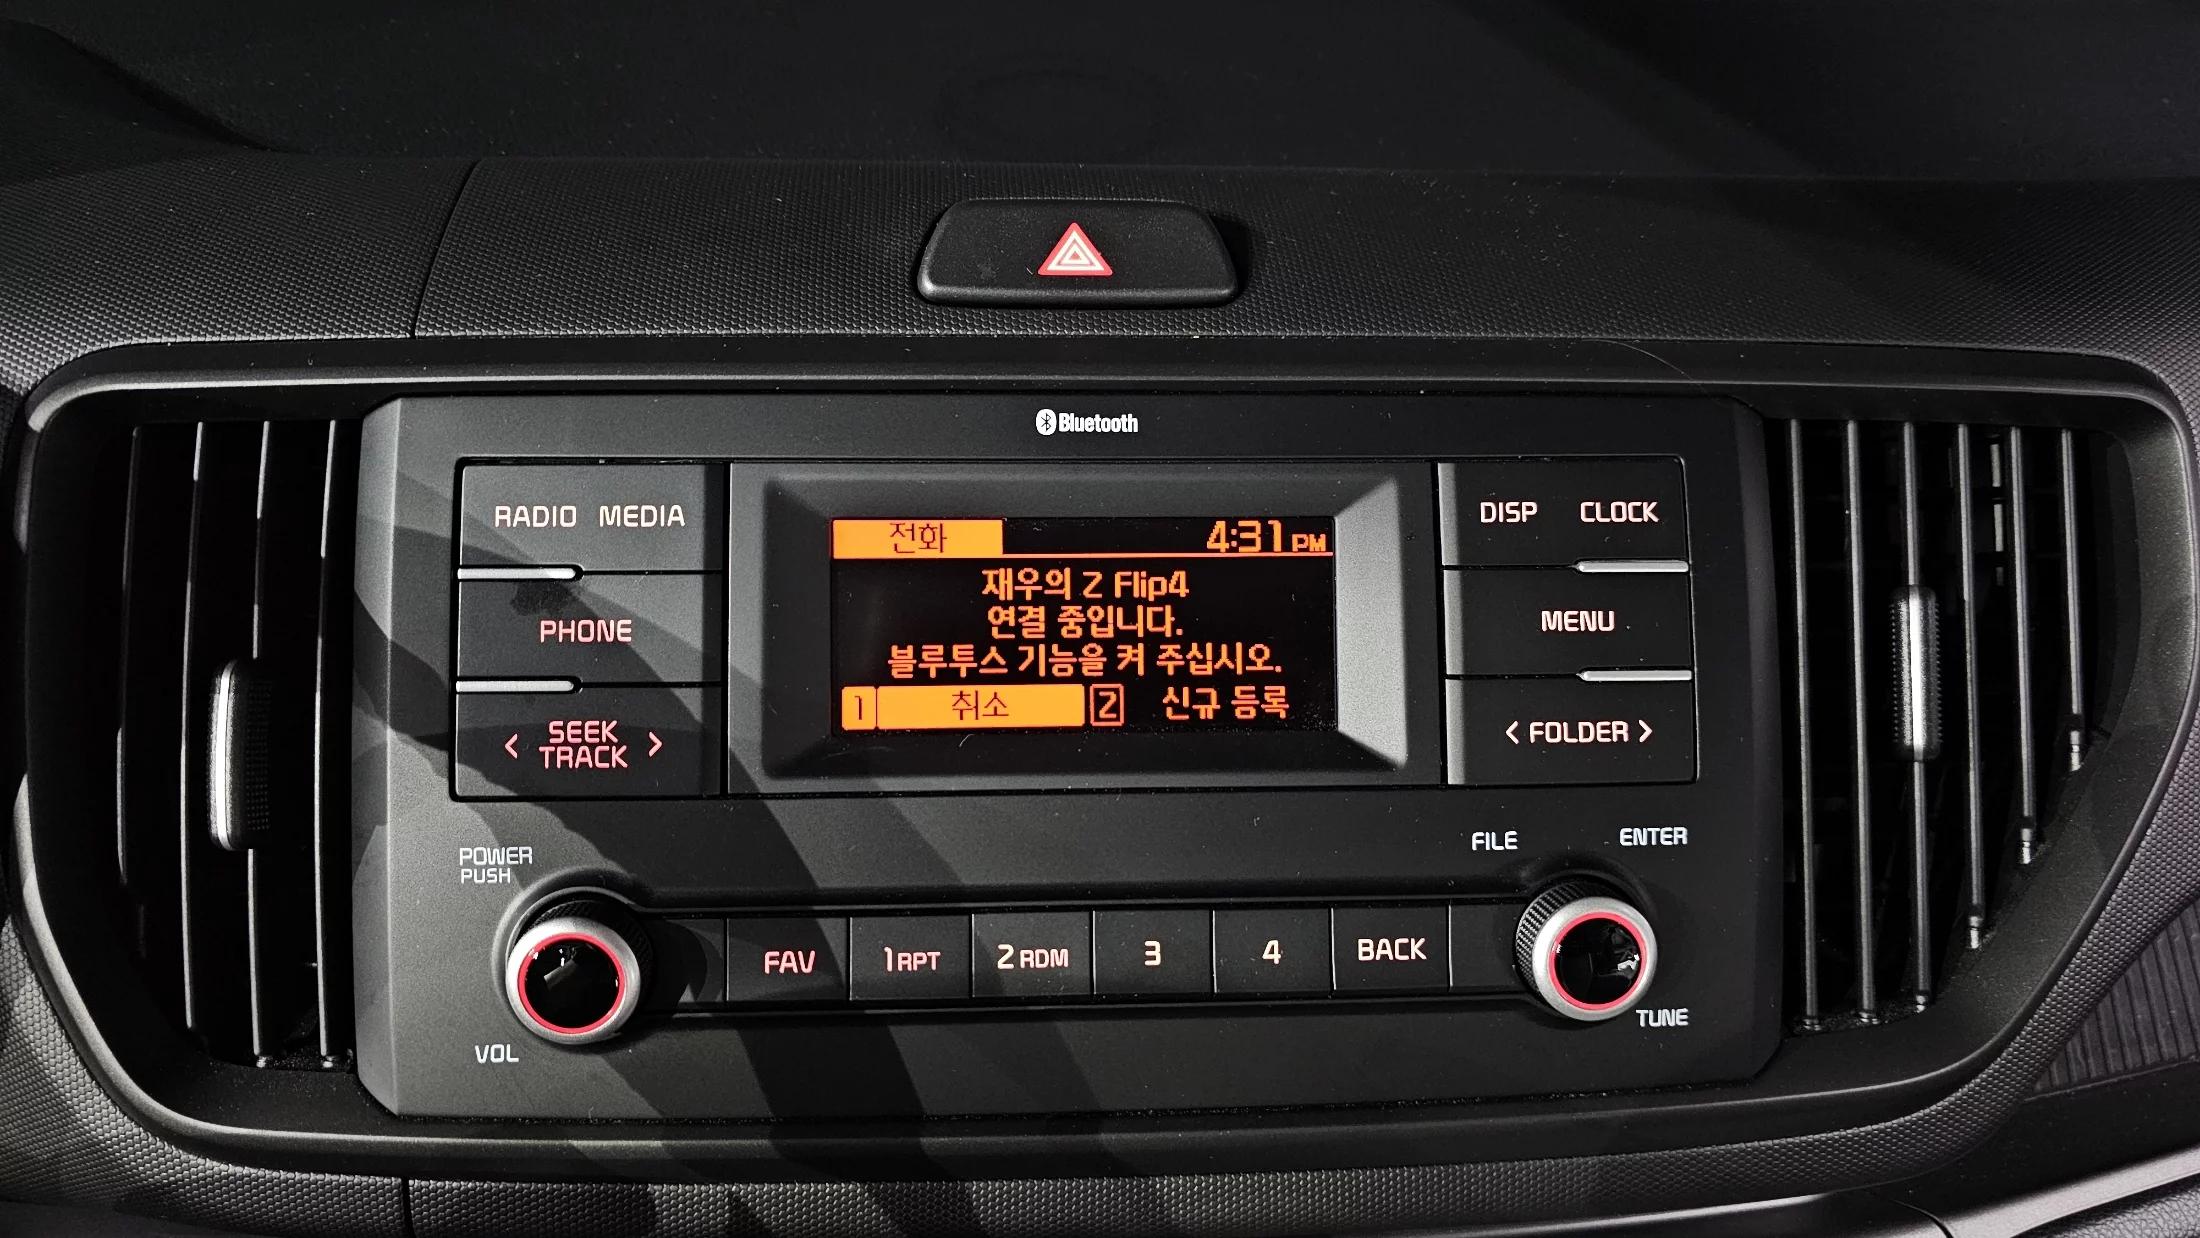 Bluetooth
RADIO MEDIA
PHONE
< SEEK TRACK >
전화 4:31 PM
재우의 Z Flip4
연결 중입니다.
블루투스 기능을 켜 주십시오.
1 취소 2 신규 등록
DISP CLOCK
MENU
< FOLDER >
POWER
PUSH
VOL
FAV 1 RPT 2 RDM 3 4 BACK
FILE ENTER
TUNE